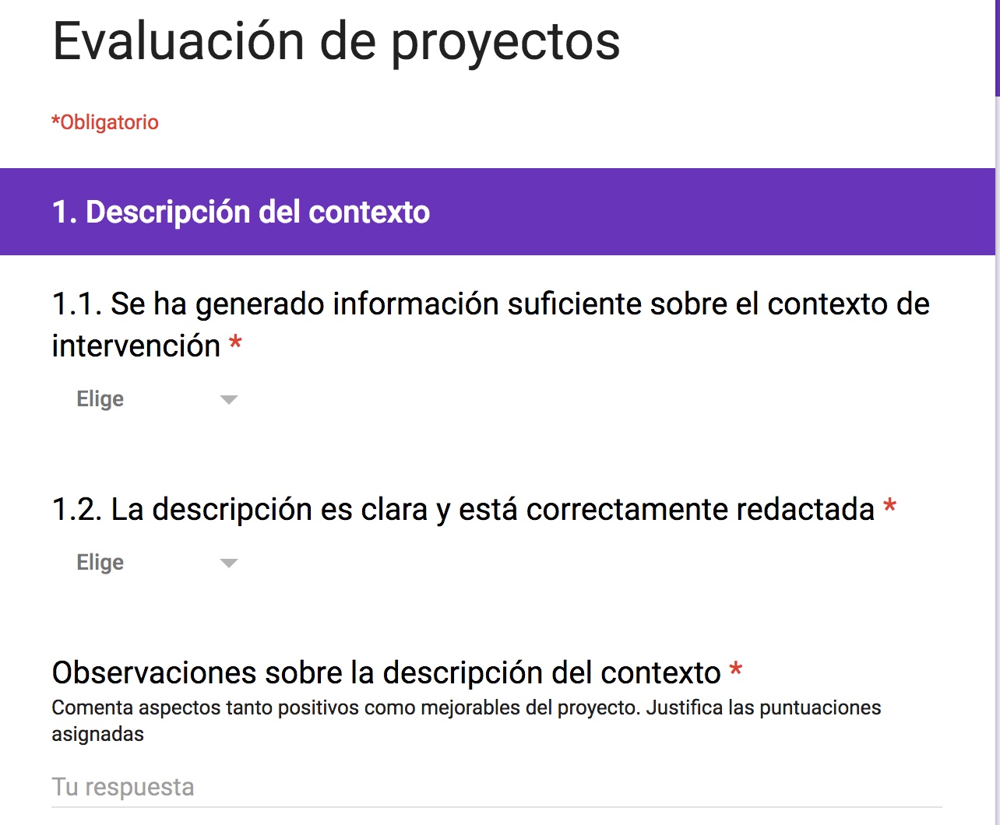 Evaluación de proyectos
*Obligatorio
1. Descripción del contexto
1.1. Se ha generado información suficiente sobre el contexto de
intervención *
Elige
1.2. La descripción es clara y está correctamente redactada *
Elige
Observaciones sobre la descripción del contexto *
Comenta aspectos tanto positivos como mejorables del proyecto. Justifica las puntuaciones
asignadas
Tu respuesta